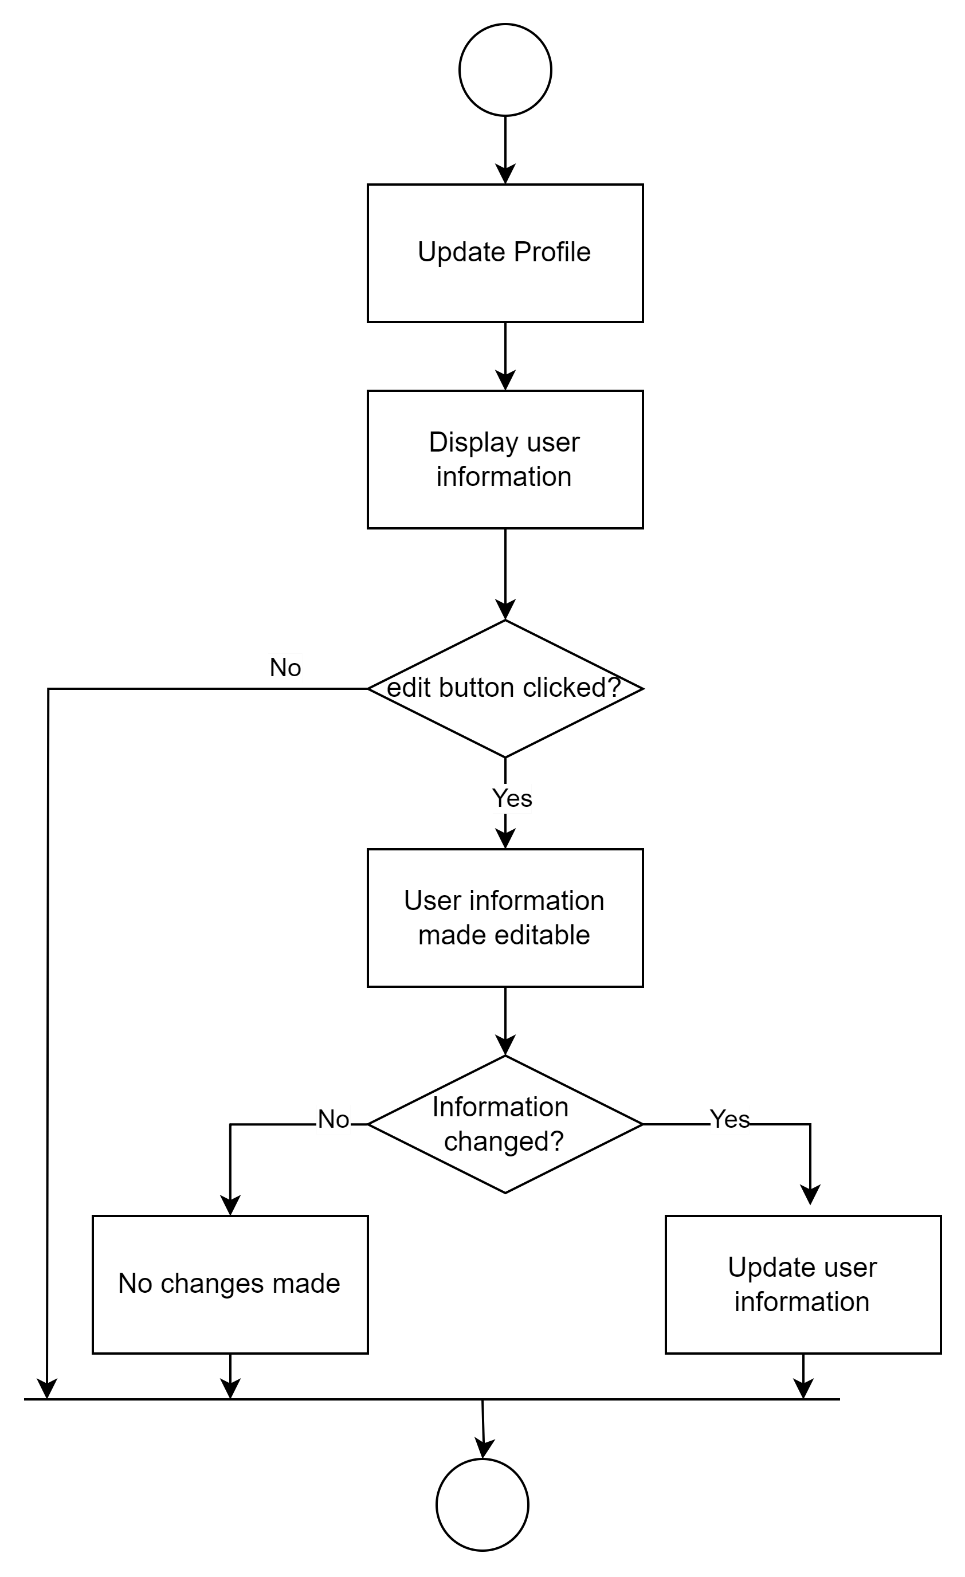 Update Profile
Display user
information
No
edit button clicked?
Yes
User information
made editable
No
Information
changed?
Yes
No changes made
Update user
information